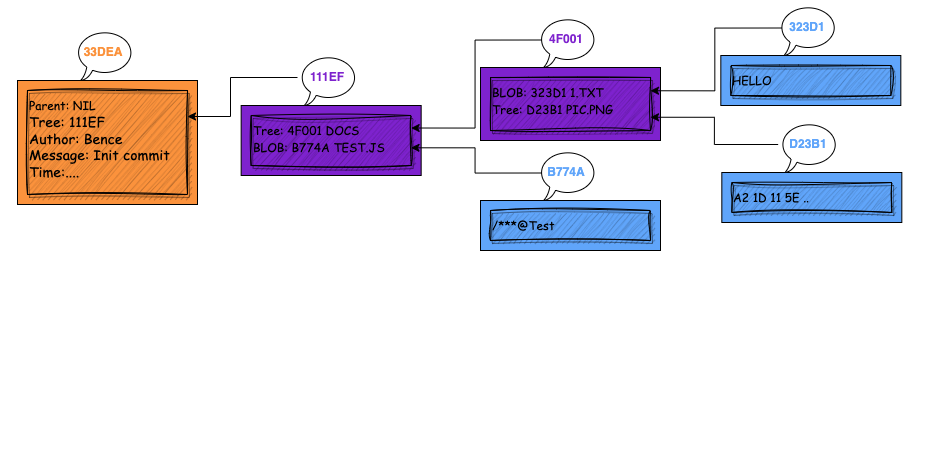 33DEA
Parent: NIL
Tree: 111EF
Author: Bence
Message: Init commit
Time:....
111EF
Tree: 4F001 DOCS
BLOB: B774A TEST.JS
4F001
BLOB: 323D1 1.TXT
Tree: D23B1 PIC.PNG
B774A
/***@Test
323D1
HELLO
D23B1
A2 1D 11 5E ..